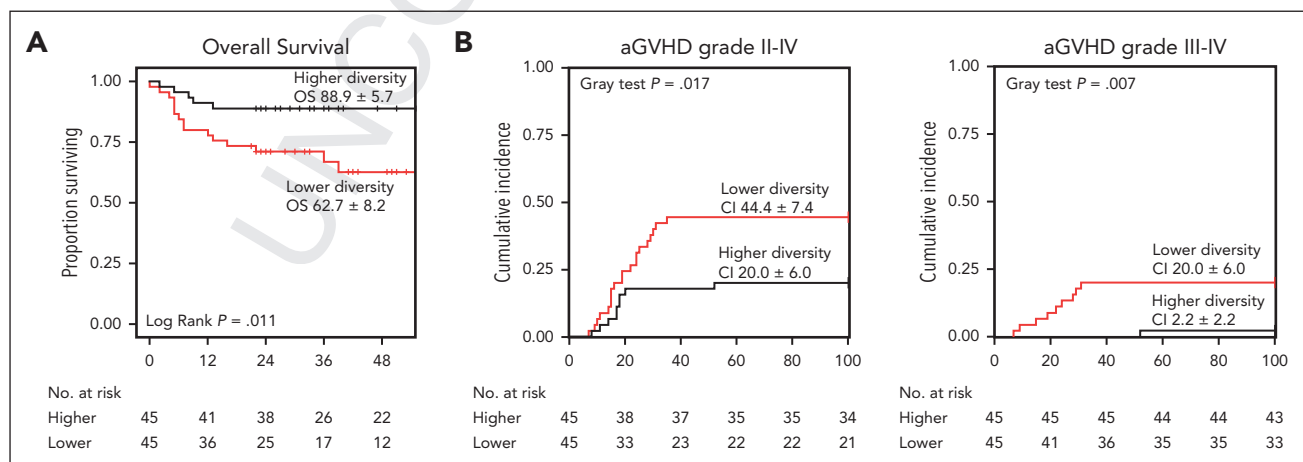 A
Overall Survival
1.00
0.75
0.50
0.25
0.00
Proportion surviving
Higher diversity
OS 88.9 ± 5.7
Lower diversity
OS 62.7 ± 8.2
Log Rank P = .011
0 12 24 36 48
No. at risk
Higher 45 41 38 26 22
Lower 45 36 25 17 12
B
aGVHD grade II-IV
1.00
0.75
0.50
0.25
0.00
Cumulative incidence
Gray test P = .017
Lower diversity
CI 44.4 ± 7.4
Higher diversity
CI 20.0 ± 6.0
0 20 40 60 80 100
No. at risk
Higher 45 38 37 35 35 34
Lower 45 33 23 22 22 21
aGVHD grade III-IV
1.00
0.75
0.50
0.25
0.00
Cumulative incidence
Gray test P = .007
Lower diversity
CI 20.0 ± 6.0
Higher diversity
CI 2.2 ± 2.2
0 20 40 60 80 100
No. at risk
Higher 45 45 45 44 44 43
Lower 45 41 36 35 35 33
UNCO